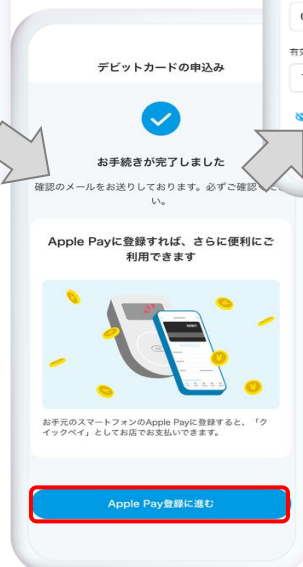 デビットカードの申込み
お手続きが完了しました
確認のメールをお送りしております。必ずご確認く
い。
Apple Payに登録すれば、さらに便利にご
利用できます
お手元のスマートフォンのApple Payに登録すると、「ク
イックペイ」としてお店でお支払いできます。
Apple Pay登録に進む